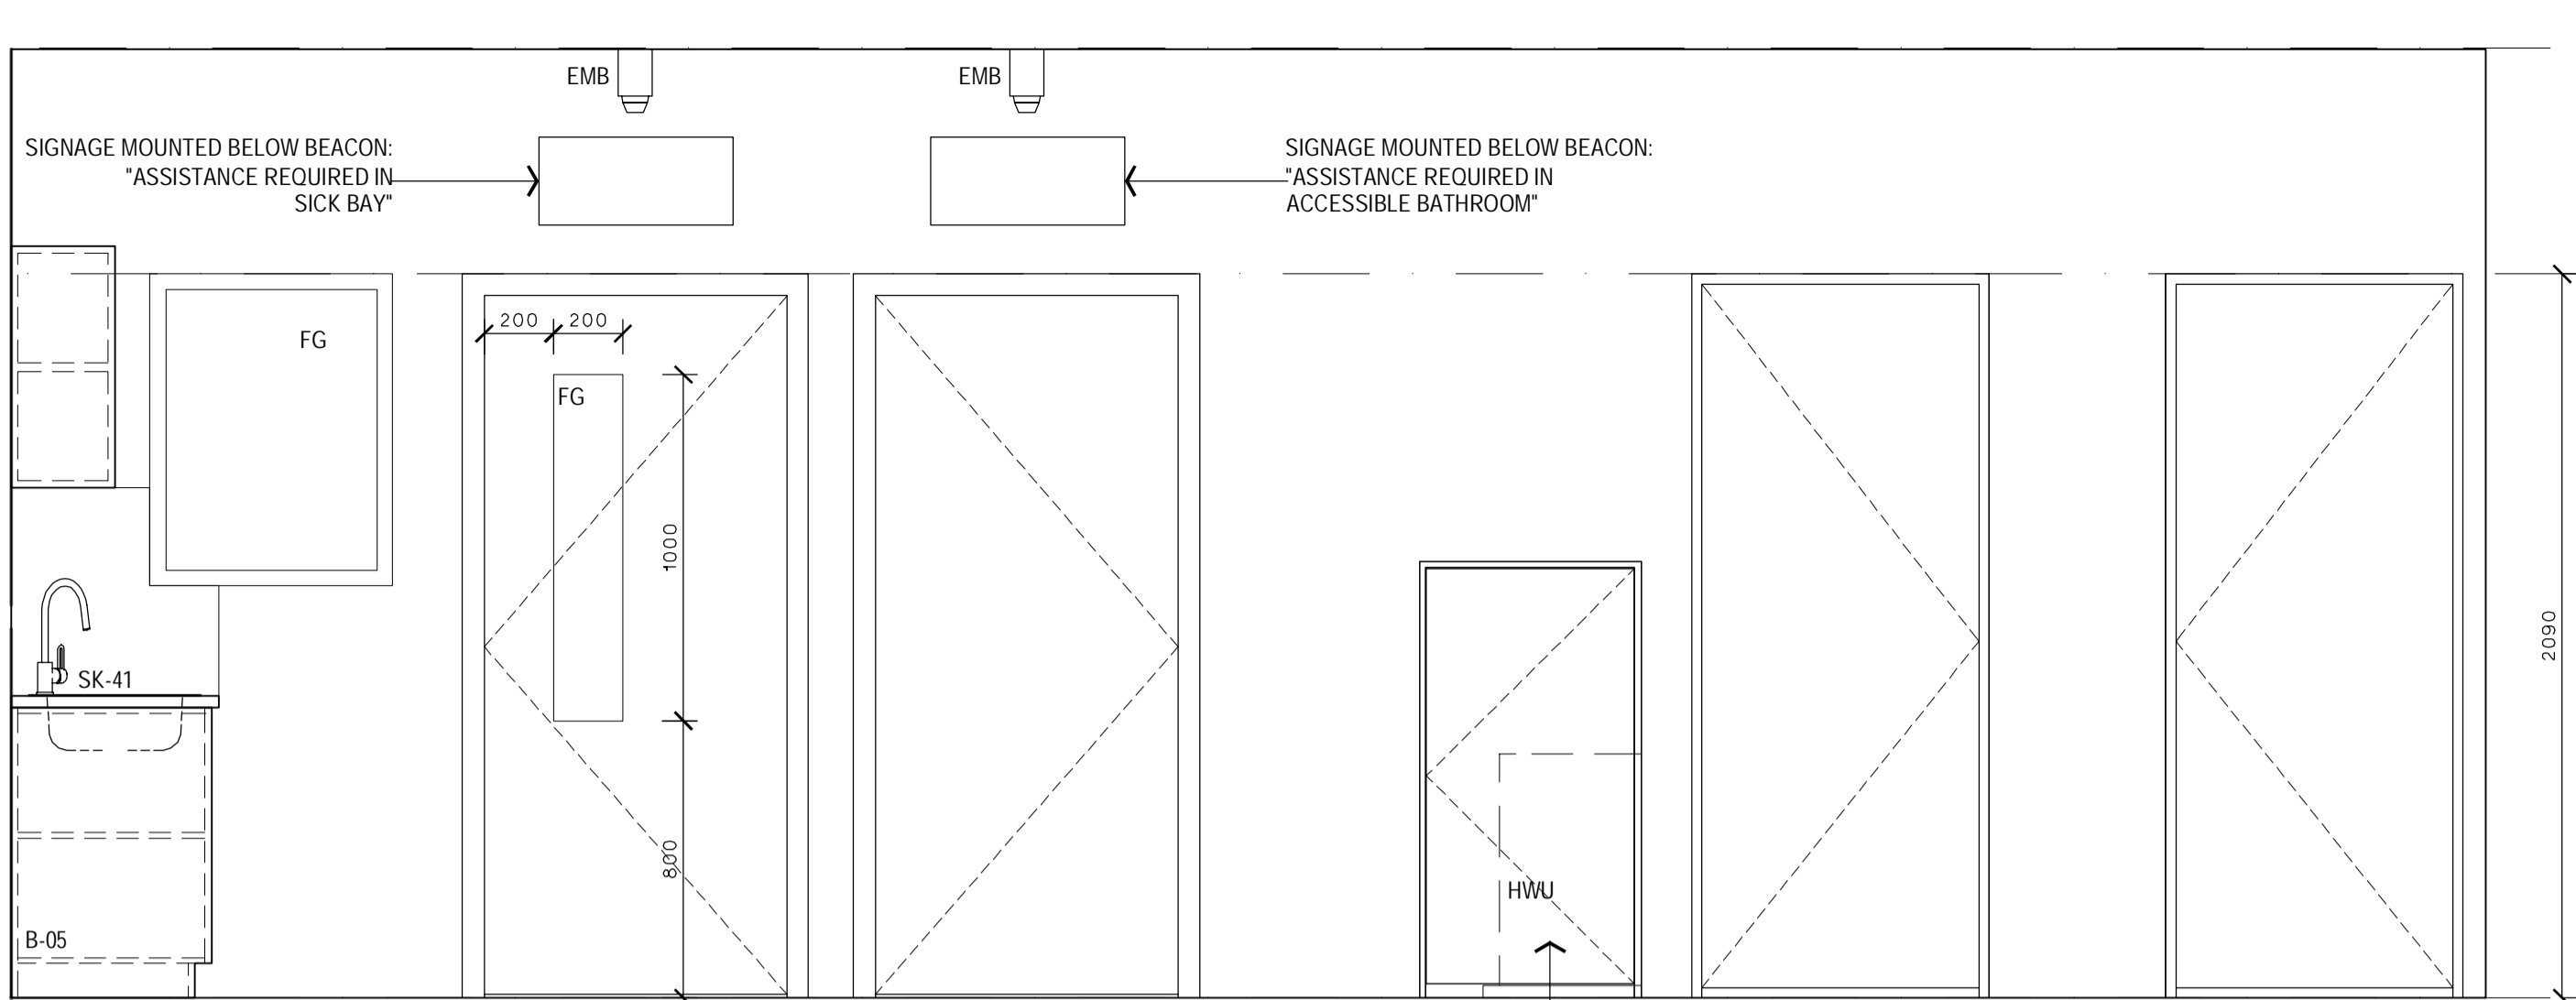 EMB
EMB
SIGNAGE MOUNTED BELOW BEACON:
"ASSISTANCE REQUIRED IN
SICK BAY"
SIGNAGE MOUNTED BELOW BEACON:
"ASSISTANCE REQUIRED IN
ACCESSIBLE BATHROOM"
FG
200
200
FG
1000
2090
SK-41
800
HWU
B-05